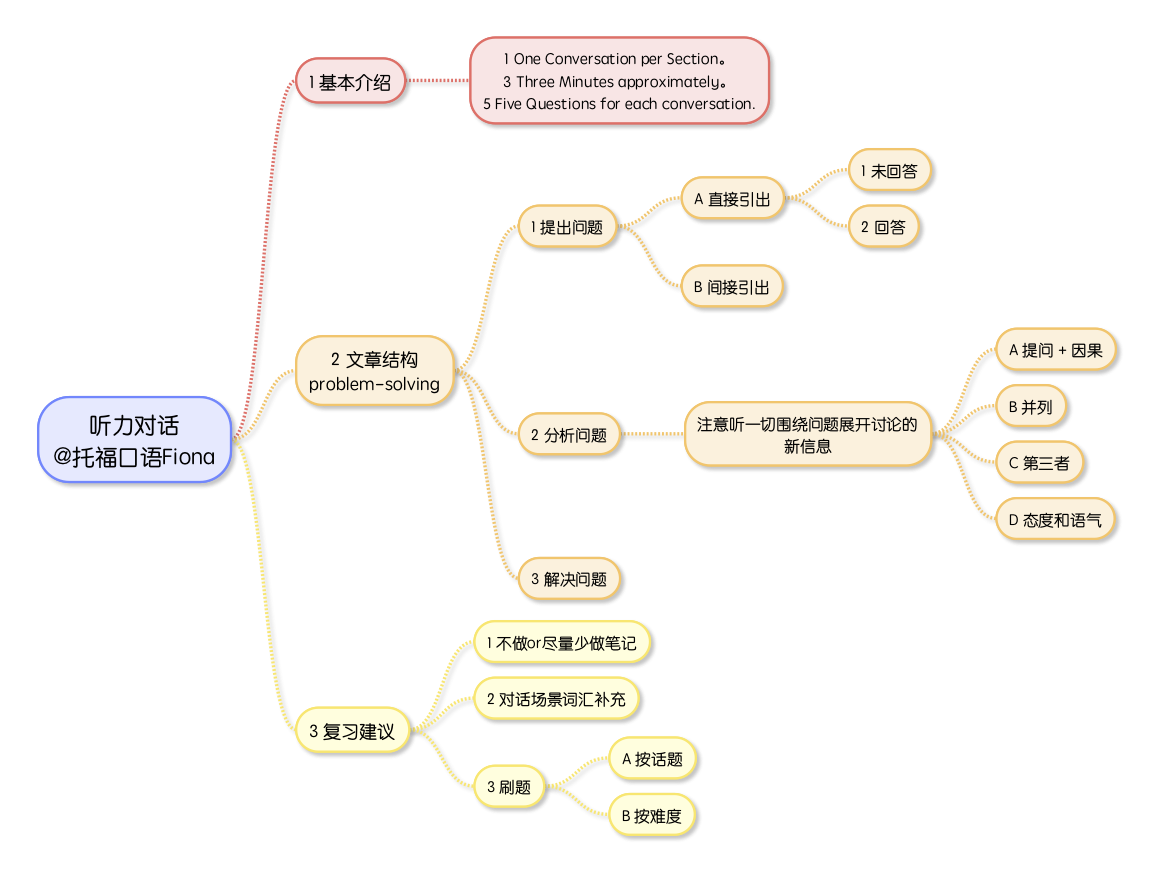 听力对话
@托福口语Fiona
1 基本介绍
1 One Conversation per Section。
3 Three Minutes approximately。
5 Five Questions for each conversation.
2 文章结构
problem-solving
1 提出问题
A 直接引出
1 未回答
2 回答
B 间接引出
2 分析问题
注意听一切围绕问题展开讨论的
新信息
A 提问 + 因果
B 并列
C 第三者
D 态度和语气
3 解决问题
3 复习建议
1 不做or尽量少做笔记
2 对话场景词汇补充
3 刷题
A 按话题
B 按难度